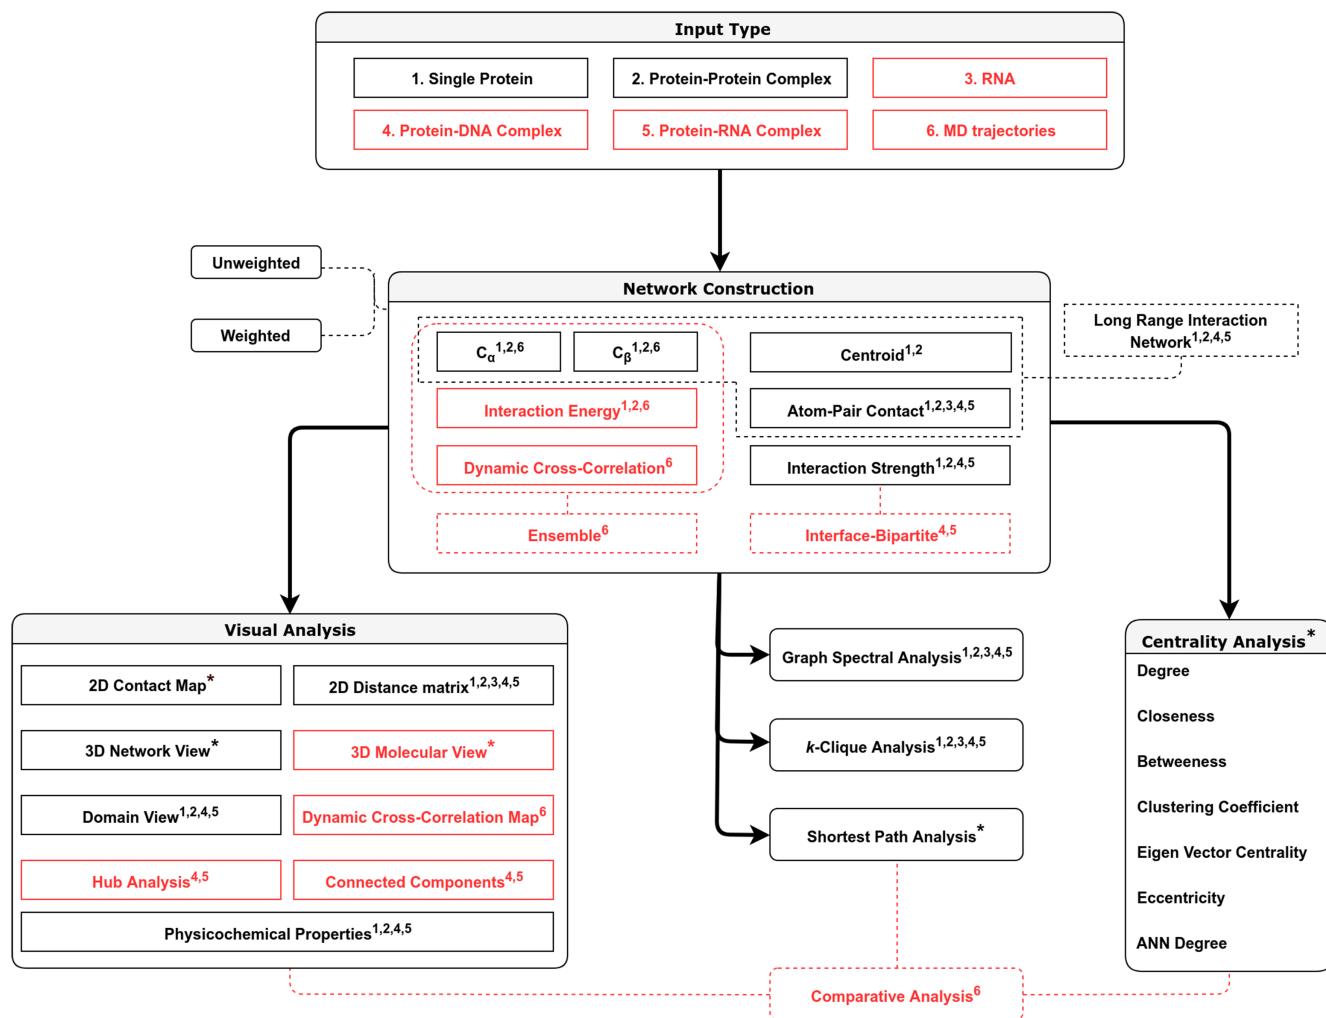 Input Type
1. Single Protein
2. Protein-Protein Complex
3. RNA
4. Protein-DNA Complex
5. Protein-RNA Complex
6. MD trajectories
Unweighted
Weighted
Network Construction
Cα1,2,6
Cβ1,2,6
Centroid1,2
Interaction Energy1,2,6
Atom-Pair Contact1,2,3,4,5
Dynamic Cross-Correlation6
Interaction Strength1,2,4,5
Ensemble6
Interface-Bipartite4,5
Long Range Interaction
Network1,2,4,5
Visual Analysis
2D Contact Map*
2D Distance matrix1,2,3,4,5
3D Network View*
3D Molecular View*
Domain View1,2,4,5
Dynamic Cross-Correlation Map6
Hub Analysis4,5
Connected Components4,5
Physicochemical Properties1,2,4,5
Graph Spectral Analysis1,2,3,4,5
k-Clique Analysis1,2,3,4,5
Shortest Path Analysis*
Comparative Analysis6
Centrality Analysis*
Degree
Closeness
Betweeness
Clustering Coefficient
Eigen Vector Centrality
Eccentricity
ANN Degree